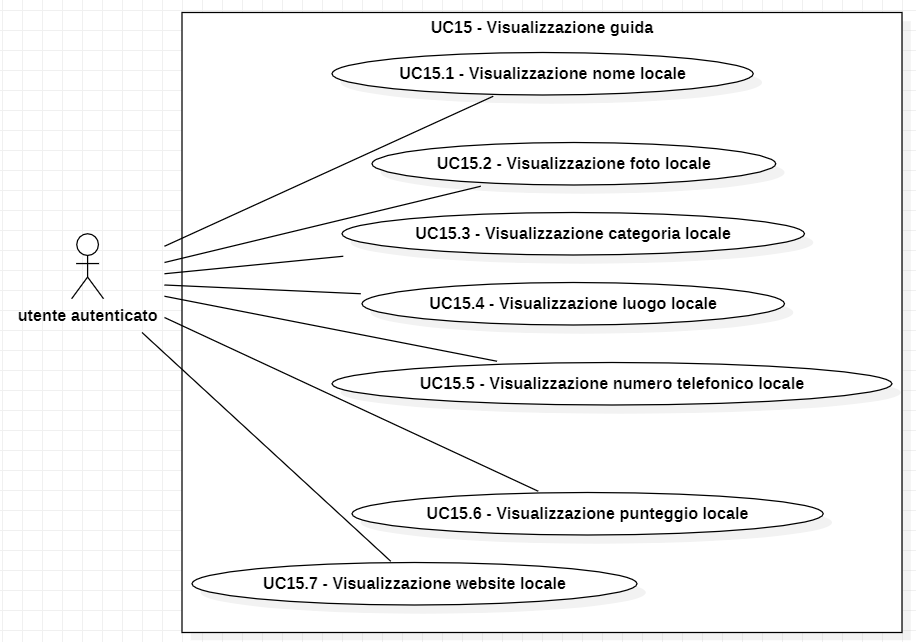 UC15 - Visualizzazione guida
UC15.1 - Visualizzazione nome locale
UC15.2 - Visualizzazione foto locale
UC15.3 - Visualizzazione categoria locale
UC15.4 - Visualizzazione luogo locale
utente autenticato
UC15.5 - Visualizzazione numero telefonico locale
UC15.6 - Visualizzazione punteggio locale
UC15.7 - Visualizzazione website locale